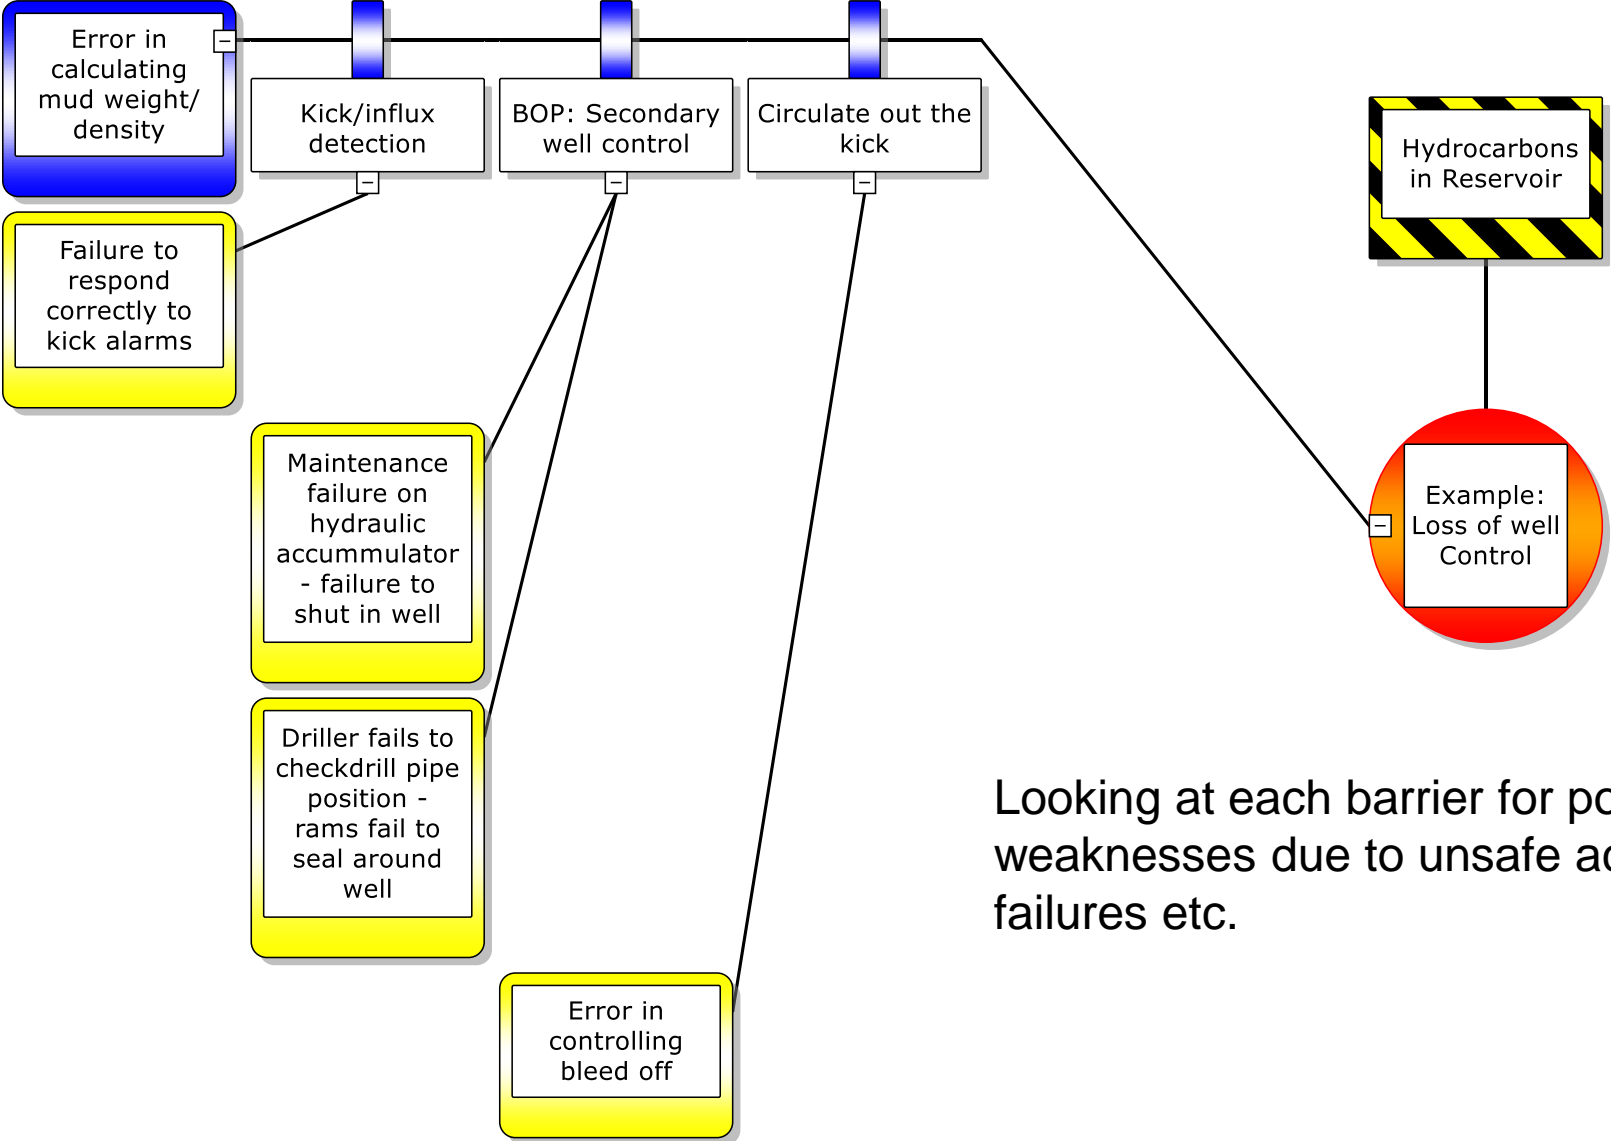 Error in
calculating
mud weight/
density
Kick/influx
detection
BOP: Secondary
well control
Circulate out the
kick
Hydrocarbons
in Reservoir
Failure to
respond
correctly to
kick alarms
Maintenance
failure on
hydraulic
accummulator
- failure to
shut in well
Example:
Loss of well
Control
Driller fails to
checkdrill pipe
position -
rams fail to
seal around
well
Looking at each barrier for
weaknesses due to unsafe
failures etc.
Error in
controlling
bleed off